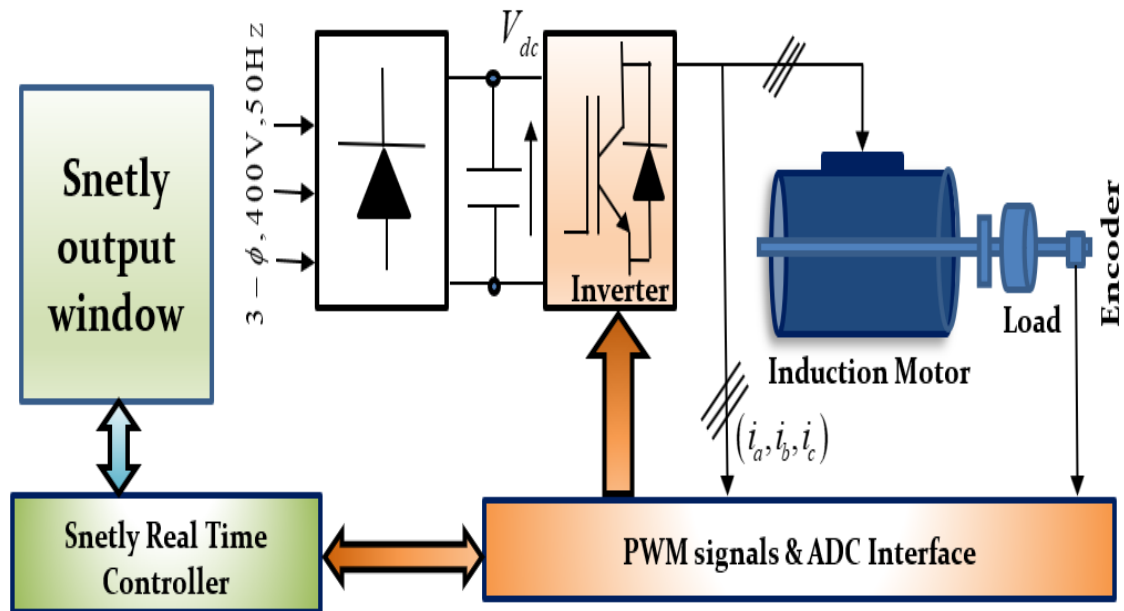 Snetly
output
window
3 – ϕ, 400V, 50Hz
V_dc
Inverter
Induction Motor
Load
Encoder
(i_a, i_b, i_c)
Snetly Real Time
Controller
PWM signals & ADC Interface